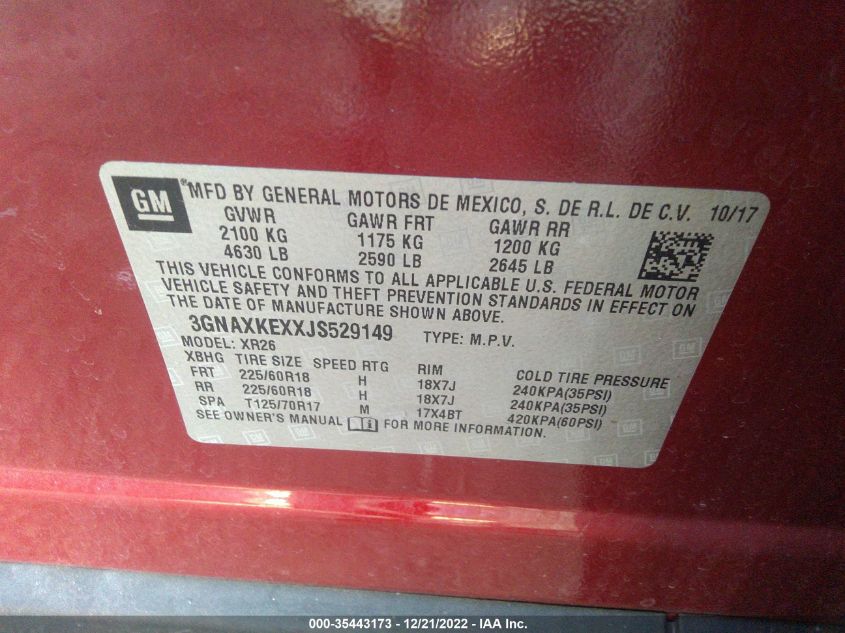 GM ® MFD BY GENERAL MOTORS DE MEXICO, S. DE R.L. DE C.V. 10/17
GVWR GAWR FRT GAWR RR
2100 KG 1175 KG 1200 KG
4630 LB 2590 LB 2645 LB
THIS VEHICLE CONFORMS TO ALL APPLICABLE U.S. FEDERAL MOTOR
VEHICLE SAFETY AND THEFT PREVENTION STANDARDS IN EFFECT ON
THE DATE OF MANUFACTURE SHOWN ABOVE.
3GNAXKEXXJS529149 TYPE: M.P.V.
MODEL: XR26
XBHG TIRE SIZE SPEED RTG RIM COLD TIRE PRESSURE
FRT 225/60R18 H 18X7J 240KPA(35PSI)
RR 225/60R18 H 18X7J 240KPA(35PSI)
SPA T125/70R17 M 17X4BT 420KPA(60PSI)
SEE OWNER'S MANUAL FOR MORE INFORMATION.
000-35443173 - 12/21/2022 - IAA Inc.